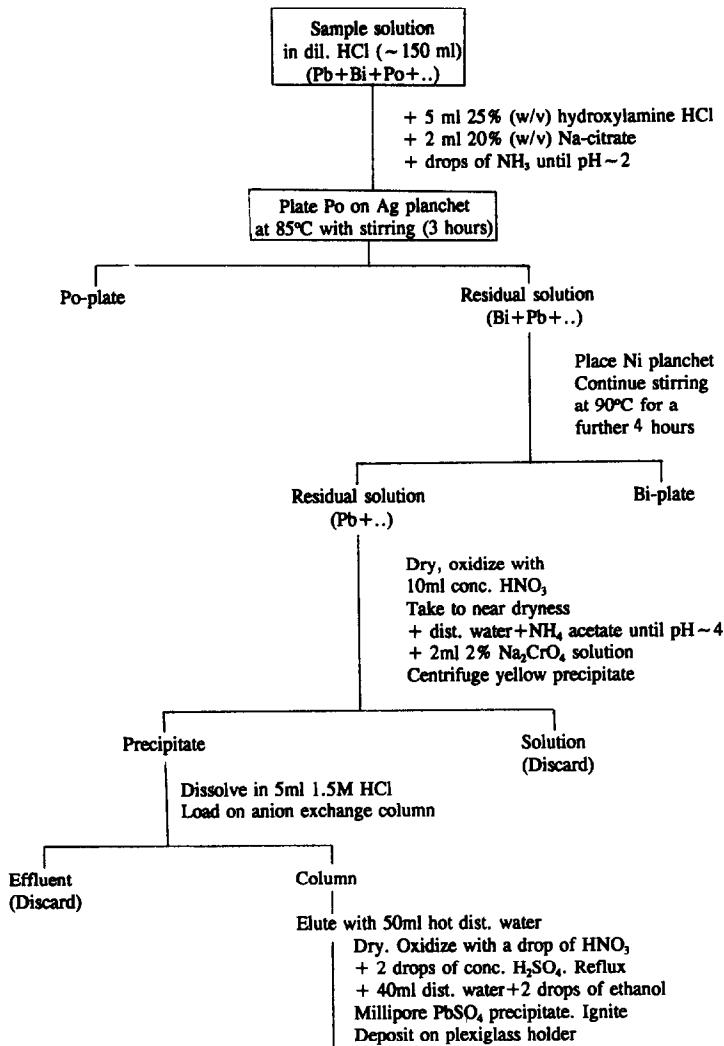 Sample solution
in dil. HCl (~150 ml)
(Pb+Bi+Po+..)
+ 5 ml 25% (w/v) hydroxylamine HCl
+ 2 ml 20% (w/v) Na-citrate
+ drops of NH₃ until pH~2
Plate Po on Ag planchet
at 85°C with stirring (3 hours)
Po-plate
Residual solution
(Bi+Pb+..)
Place Ni planchet
Continue stirring
at 90°C for a
further 4 hours
Residual solution
(Pb+..)
Bi-plate
Dry, oxidize with
10ml conc. HNO₃
Take to near dryness
+ dist. water+NH₄ acetate until pH~4
+ 2ml 2% Na₂CrO₄ solution
Centrifuge yellow precipitate
Precipitate
Solution
(Discard)
Dissolve in 5ml 1.5M HCl
Load on anion exchange column
Effluent
(Discard)
Column
Elute with 50ml hot dist. water
Dry. Oxidize with a drop of HNO₃
+ 2 drops of conc. H₂SO₄. Reflux
+ 40ml dist. water+2 drops of ethanol
Millipore PbSO₄ precipitate. Ignite
Deposit on plexiglass holder